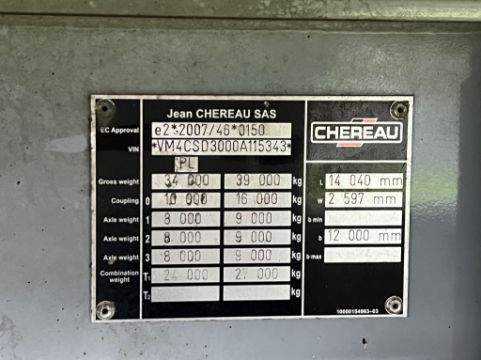 Jean CHEREAU SAS
EC Approval e2*2007/46*0150
VIN *VM4CSD3000A115343*
PL
Gross weight 34 000 39 000 kg
Coupling 0 10 000 16 000 kg
Axle weight 1 8 000 9 000 kg
Axle weight 2 8 000 9 000 kg
Axle weight 3 8 000 9 000 kg
Combination weight T1 24 000 27 000 kg
T2 kg
CHEREAU
L 14 040 mm
W 2 597 mm
b min
b 12 000 mm
b max
10000154963-03